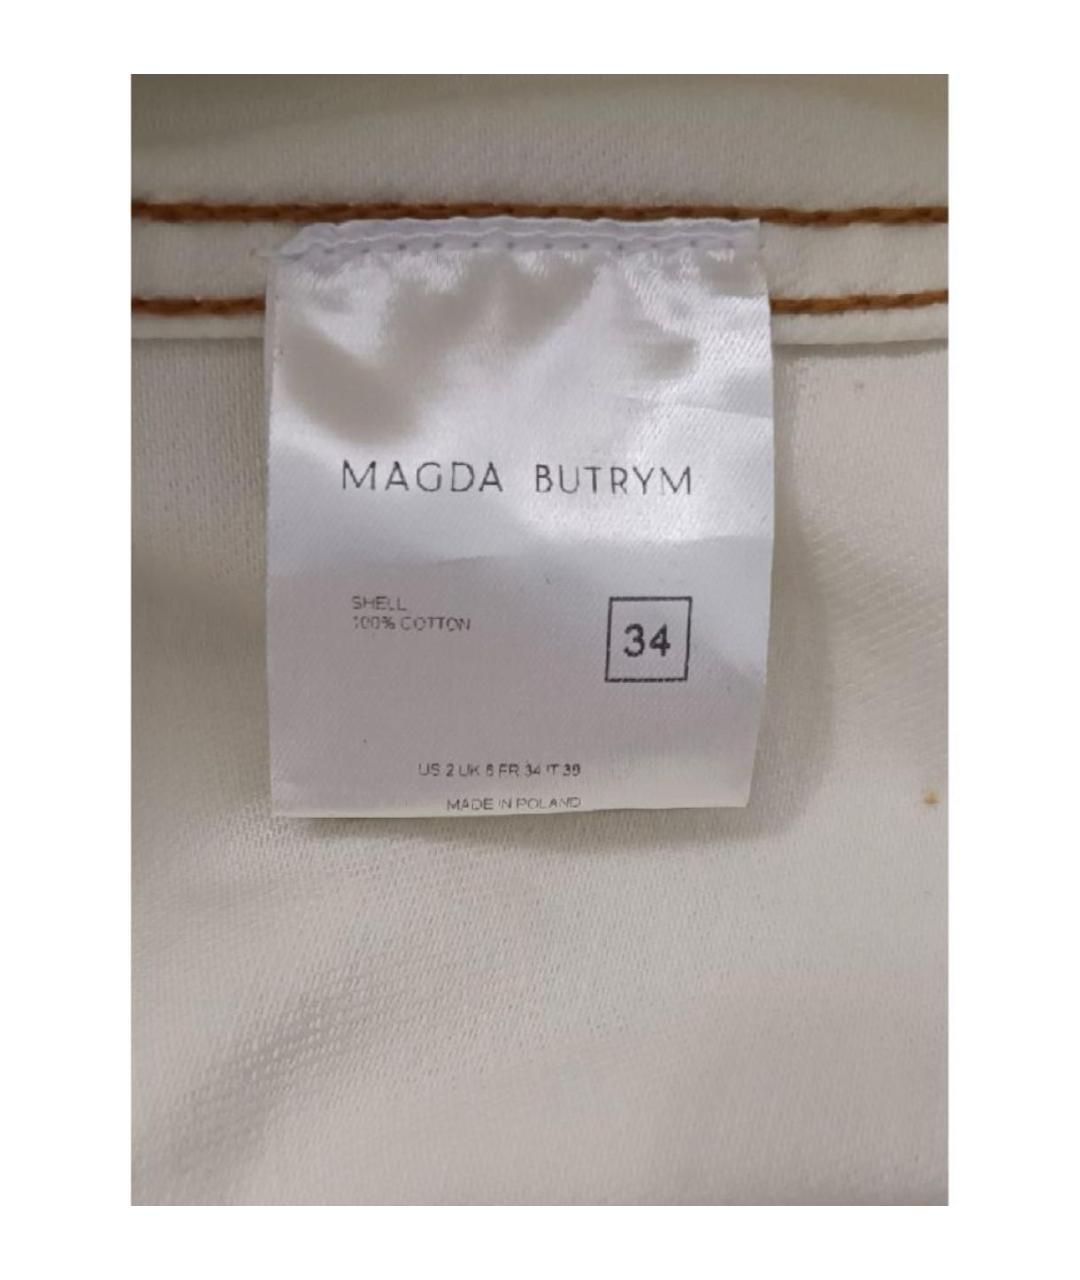 MAGDA BUTRYM
SHELL
100% COTTON
34
US 2 UK 6 FR 34 IT 38
MADE IN POLAND